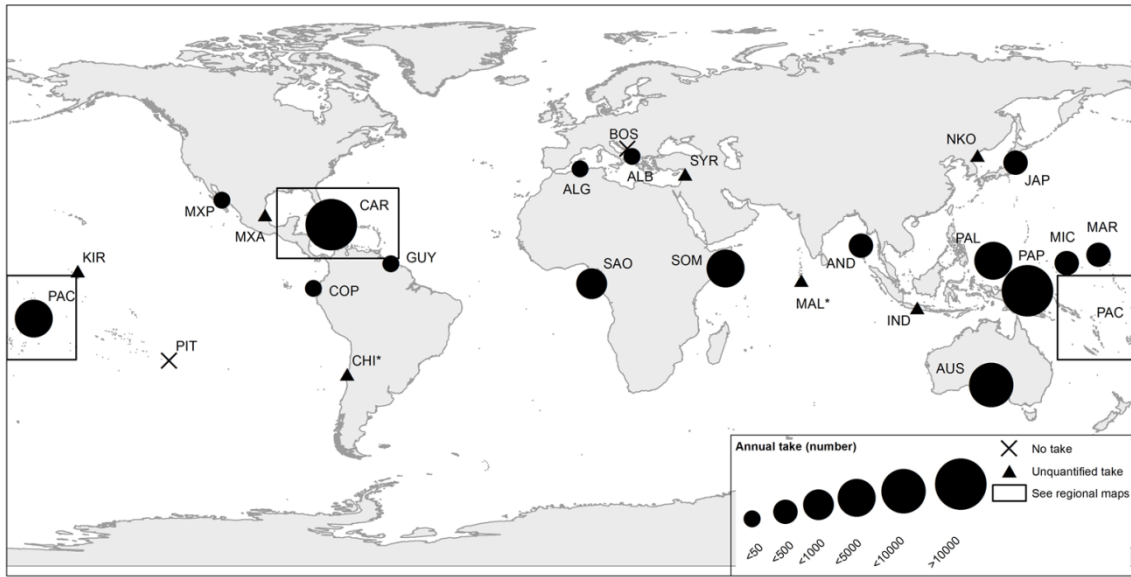 BOS
NKO
SYR
ALB
ALG
JAP
MXP
CAR
MXA
MAR
MIC
PAL
PAP
AND
KIR
GUY
SAO
SOM
COP
PAC
MAL*
IND
PAC
PIT
CHI*
AUS
Annual take (number)
No take
Unquantified take
See regional maps
<50
<500
<1000
<5000
<10000
>10000